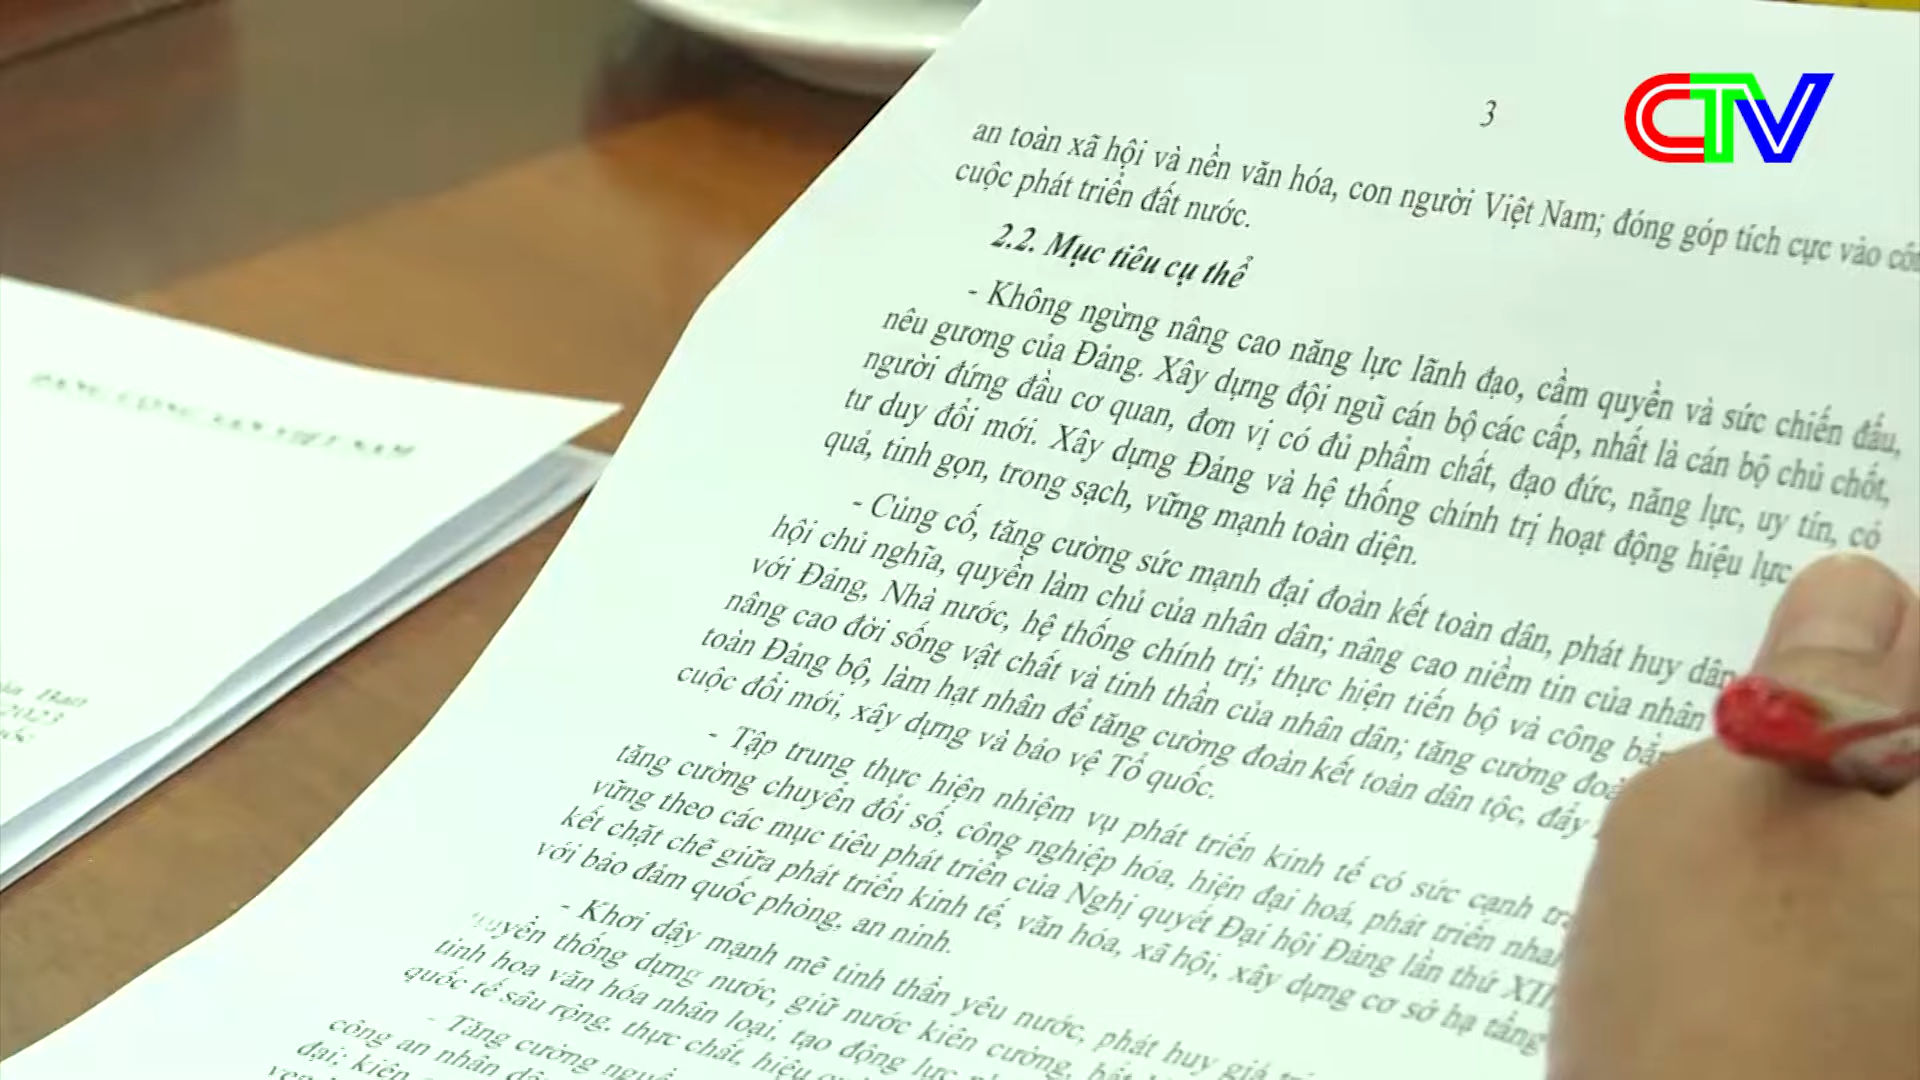 CTV
3
an toàn xã hội và nền văn hóa, con người Việt Nam; đóng góp tích cực vào
cuộc phát triển đất nước.
2.2. Mục tiêu cụ thể
- Không ngừng nâng cao năng lực lãnh đạo, cầm quyền và sức chiến đấu,
nêu gương của Đảng. Xây dựng đội ngũ cán bộ các cấp, nhất là cán bộ chủ chốt,
người đứng đầu cơ quan, đơn vị có đủ phẩm chất, đạo đức, năng lực, uy tín, có
tư duy đổi mới. Xây dựng Đảng và hệ thống chính trị hoạt động hiệu lực
quả, tinh gọn, trong sạch, vững mạnh toàn diện.
- Củng cố, tăng cường sức mạnh đại đoàn kết toàn dân, phát huy dân
hội chủ nghĩa, quyền làm chủ của nhân dân; nâng cao niềm tin của nhân
với Đảng, Nhà nước, hệ thống chính trị; thực hiện tiến bộ và công
nâng cao đời sống vật chất và tinh thần của nhân dân; tăng cường
toàn Đảng bộ, làm hạt nhân để tăng cường đoàn kết toàn dân tộc, đẩy
cuộc đổi mới, xây dựng và bảo vệ Tổ quốc.
- Tập trung thực hiện nhiệm vụ phát triển kinh tế có sức cạnh
tăng cường chuyển đổi số, công nghiệp hóa, hiện đại hoá, phát triển
vững theo các mục tiêu phát triển của Nghị quyết Đại hội Đảng lần thứ
kết chặt chẽ giữa phát triển kinh tế, văn hóa, xã hội, xây dựng cơ sở hạ tầng
với bảo đảm quốc phòng, an ninh.
- Khơi dậy mạnh mẽ tinh thần yêu nước, phát huy giá
truyền thống dựng nước, giữ nước kiên cường,
tinh hoa văn hóa nhân loại, tạo động lực
quốc tế sâu rộng, thực chất,
- Tăng cường
công an nhân
đại; kiên
ĐẢNG CỘNG SẢN VIỆT NAM
2023